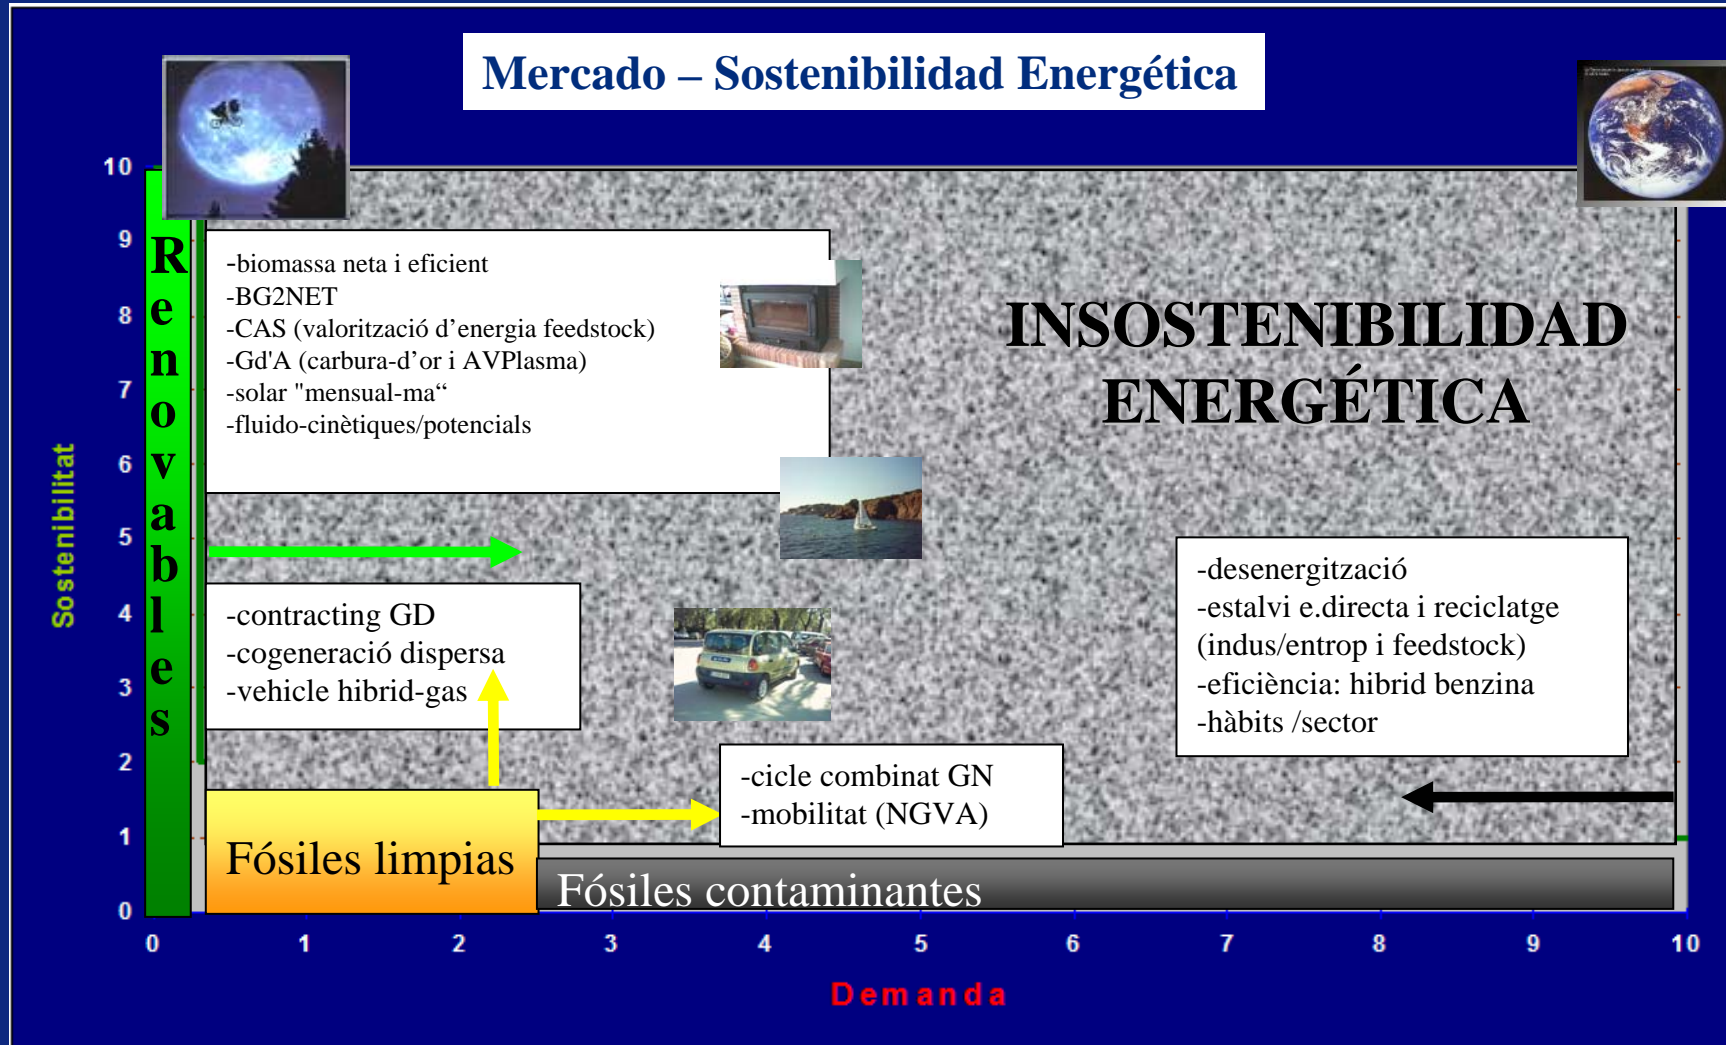 Mercado – Sostenibilidad Energética
10
9
8
7
6
5
4
3
2
1
0
Sostenibilitat
Renovables
-biomassa neta i eficient
-BG2NET
-CAS (valorització d’energia feedstock)
-Gd'A (carbura-d’or i AVPlasma)
-solar "mensual-ma“
-fluido-cinètiques/potencials
INSOSTENIBILIDAD
ENERGÉTICA
-contracting GD
-cogeneració dispersa
-vehicle hibrid-gas
-desenergització
-estalvi e.directa i reciclatge
(indus/entrop i feedstock)
-eficiència: hibrid benzina
-hàbits /sector
-cicle combinat GN
-mobilitat (NGVA)
Fósiles limpias
Fósiles contaminantes
0 1 2 3 4 5 6 7 8 9 10
Demanda